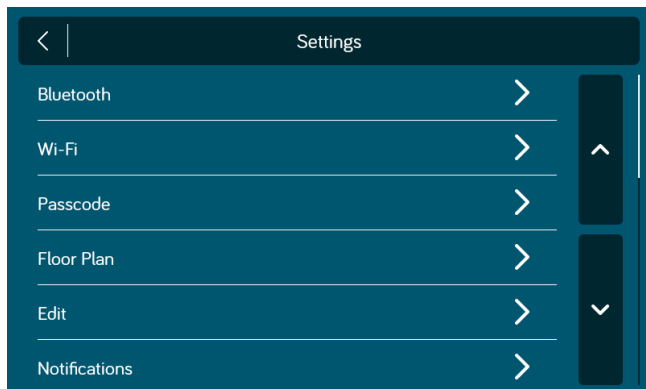 Settings
Bluetooth
Wi-Fi
Passcode
Floor Plan
Edit
Notifications